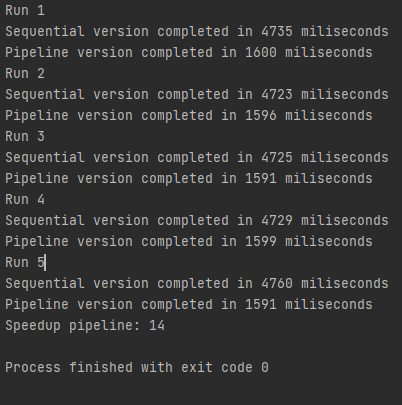 Run 1
Sequential version completed in 4735 miliseconds
Pipeline version completed in 1600 miliseconds
Run 2
Sequential version completed in 4723 miliseconds
Pipeline version completed in 1596 miliseconds
Run 3
Sequential version completed in 4725 miliseconds
Pipeline version completed in 1591 miliseconds
Run 4
Sequential version completed in 4729 miliseconds
Pipeline version completed in 1599 miliseconds
Run 5
Sequential version completed in 4760 miliseconds
Pipeline version completed in 1591 miliseconds
Speedup pipeline: 14
Process finished with exit code 0